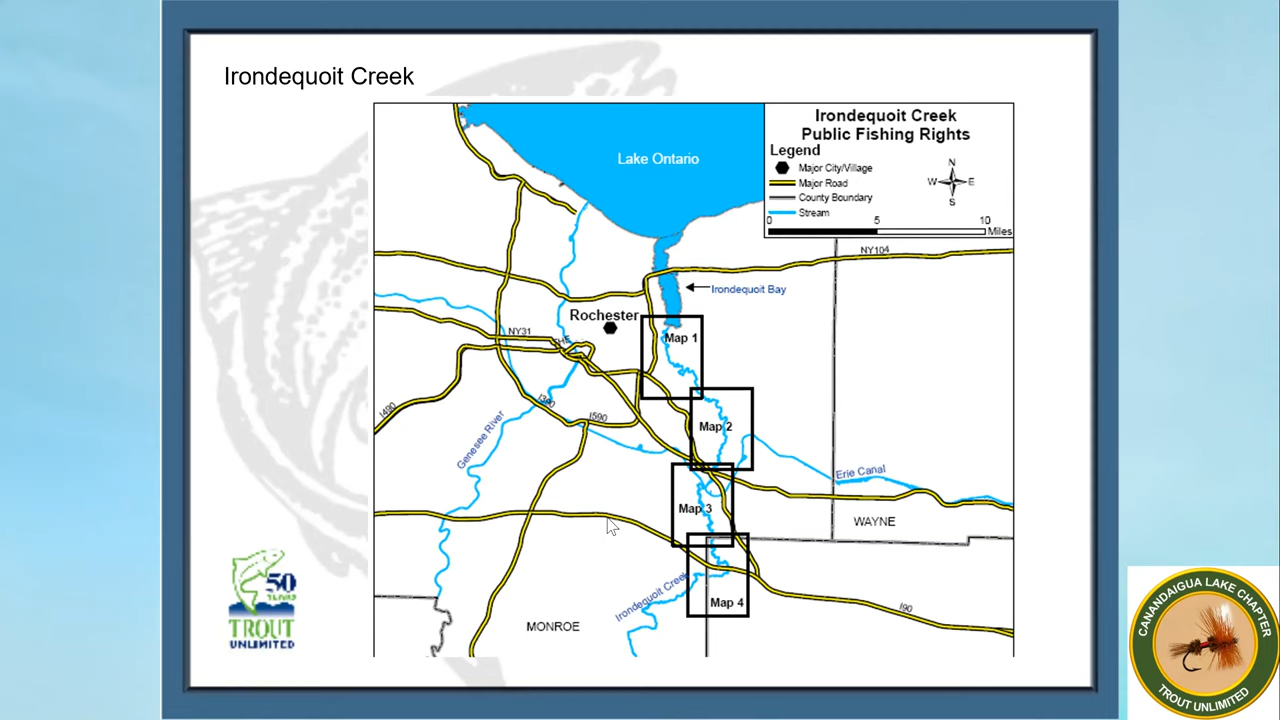 Irondequoit Creek
Irondequoit Creek
Public Fishing Rights
Legend
Major City/Village
Major Road
County Boundary
Stream
N
W E
S
0 5 10
Miles
Lake Ontario
NY104
Irondequoit Bay
Rochester
NY31
Map 1
I490
I390
I590
Genesee River
Map 2
Erie Canal
Map 3
WAYNE
Irondequoit Creek
Map 4
I90
MONROE
50
YEARS
TROUT
UNLIMITED
CANANDAIGUA LAKE CHAPTER
TROUT UNLIMITED